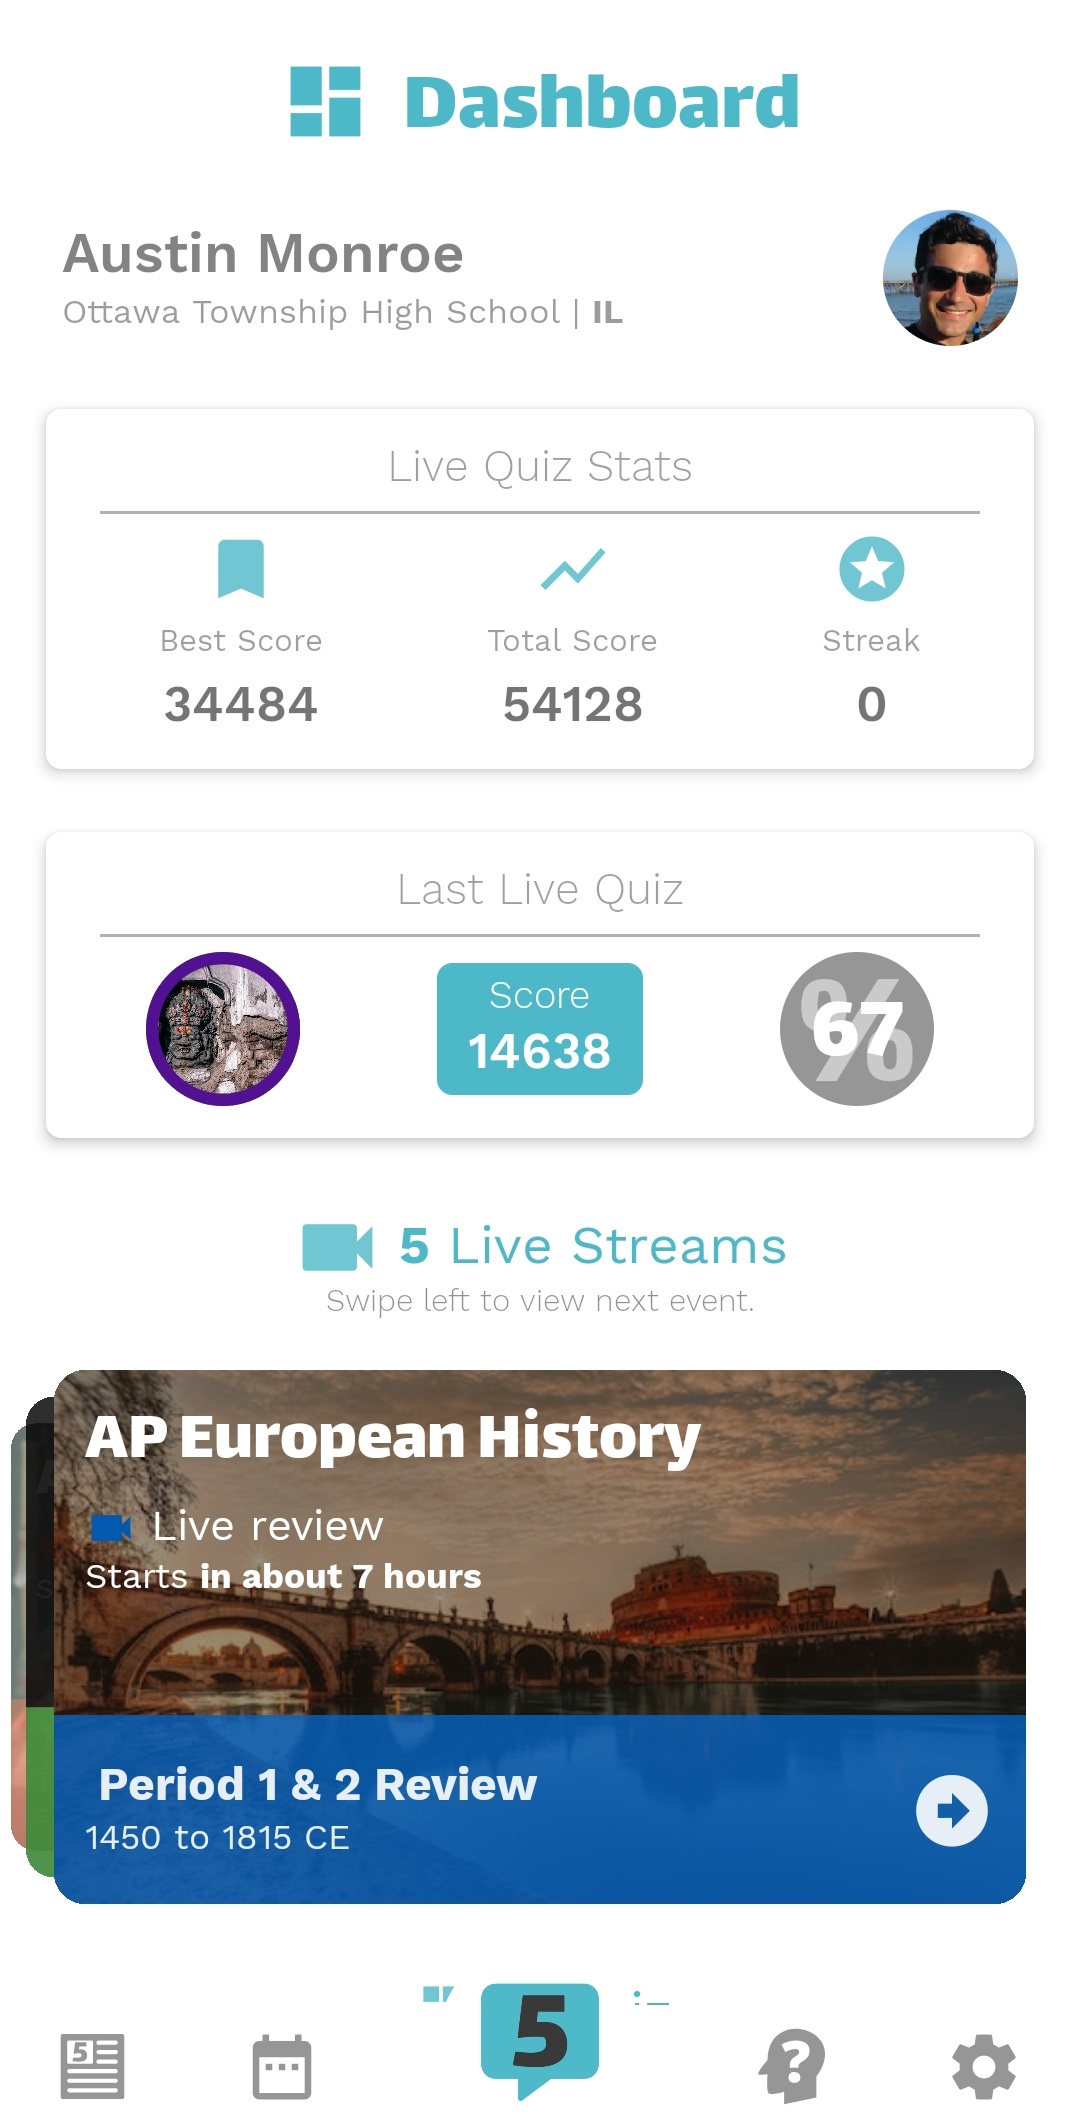 Dashboard
Austin Monroe
Ottawa Township High School | IL
Live Quiz Stats
Best Score
Total Score
Streak
34484
54128
0
Last Live Quiz
Score
14638
%
67
5 Live Streams
Swipe left to view next event.
AP European History
Live review
Starts in about 7 hours
Period 1 & 2 Review
1450 to 1815 CE
5
5
?